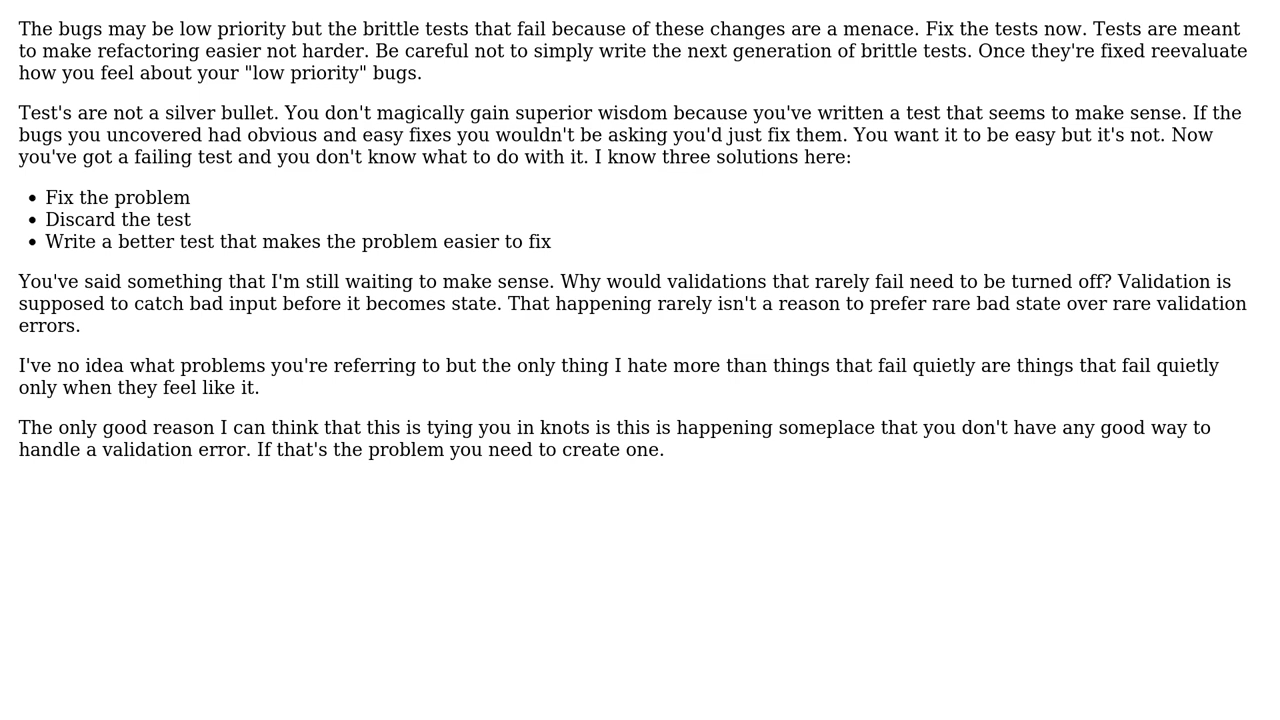 The bugs may be low priority but the brittle tests that fail because of these changes are a menace. Fix the tests now. Tests are meant
to make refactoring easier not harder. Be careful not to simply write the next generation of brittle tests. Once they're fixed reevaluate
how you feel about your "low priority" bugs.
Test's are not a silver bullet. You don't magically gain superior wisdom because you've written a test that seems to make sense. If the
bugs you uncovered had obvious and easy fixes you wouldn't be asking you'd just fix them. You want it to be easy but it's not. Now
you've got a failing test and you don't know what to do with it. I know three solutions here:
• Fix the problem
• Discard the test
• Write a better test that makes the problem easier to fix
You've said something that I'm still waiting to make sense. Why would validations that rarely fail need to be turned off? Validation is
supposed to catch bad input before it becomes state. That happening rarely isn't a reason to prefer rare bad state over rare validation
errors.
I've no idea what problems you're referring to but the only thing I hate more than things that fail quietly are things that fail quietly
only when they feel like it.
The only good reason I can think that this is tying you in knots is this is happening someplace that you don't have any good way to
handle a validation error. If that's the problem you need to create one.